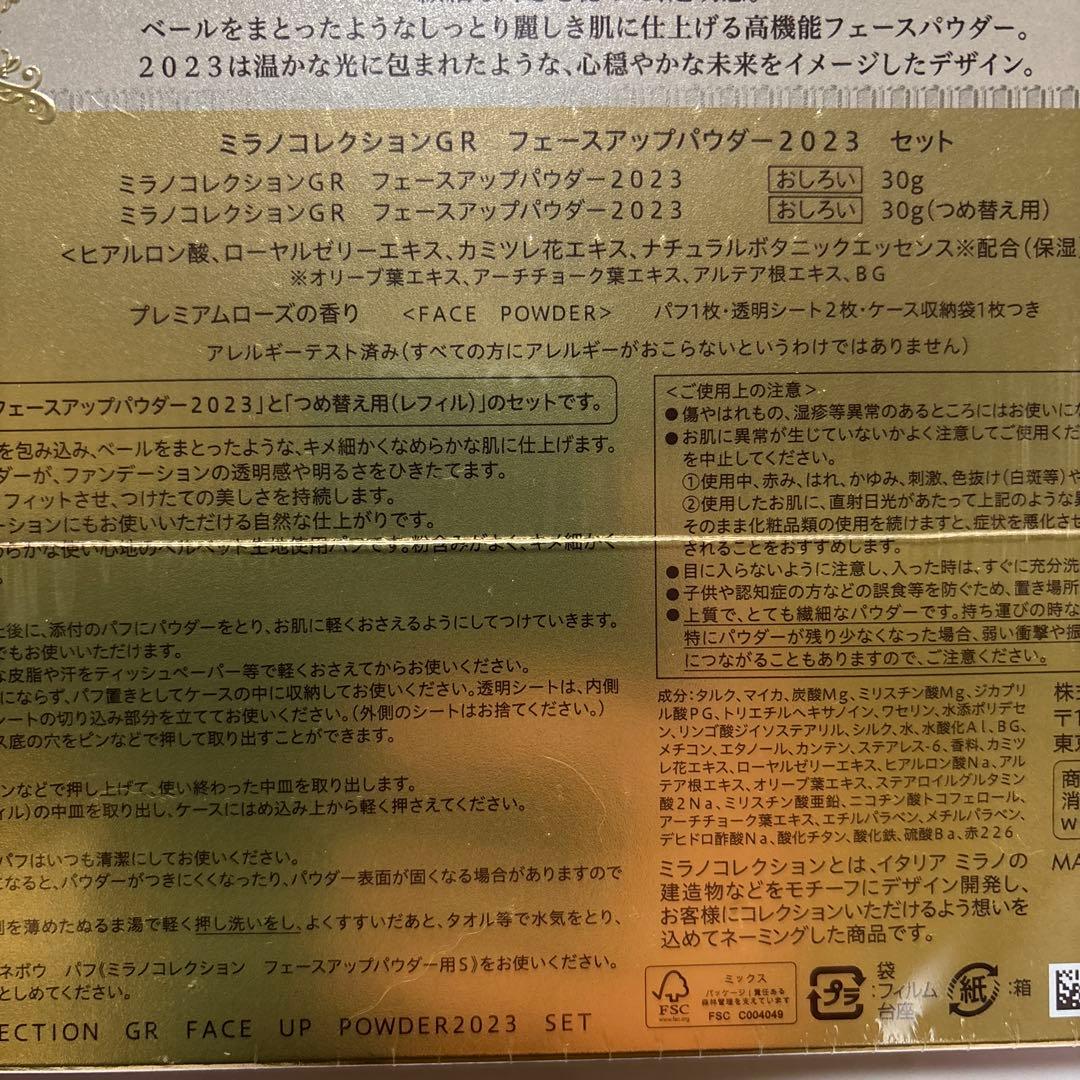 ベールをまとったようなしっとり麗しき肌に仕上げる高機能フェースパウダー。
２０２３は温かな光に包まれたような、心穏やかな未来をイメージしたデザイン。
ミラノコレクションＧＲ　フェースアップパウダー２０２３　セット
ミラノコレクションＧＲ　フェースアップパウダー２０２３　おしろい　30g
ミラノコレクションＧＲ　フェースアップパウダー２０２３　おしろい　30g(つめ替え用)
<ヒアルロン酸、ローヤルゼリーエキス、カミツレ花エキス、ナチュラルボタニックエッセンス※配合(保湿
※オリーブ葉エキス、アーチチョーク葉エキス、アルテア根エキス、ＢＧ
プレミアムローズの香り　<FACE　POWDER>　パフ1枚・透明シート2枚・ケース収納袋1枚つき
アレルギーテスト済み(すべての方にアレルギーがおこらないというわけではありません)
フェースアップパウダー２０２３」と「つめ替え用(レフィル)」のセットです。
を包み込み、ベールをまとったような、キメ細かくなめらかな肌に仕上げます。
ダーが、ファンデーションの透明感や明るさをひきたてます。
フィットさせ、つけたての美しさを持続します。
ーションにもお使いいただける自然な仕上がりです。
らかな使い心地のベルベット生地使用パフです。粉含みがよく、キメ細かく
た後に、添付のパフにパウダーをとり、お肌に軽くおさえるようにしてつけていきます。
でもお使いいただけます。
な皮脂や汗をティッシュペーパー等で軽くおさえてからお使いください。
にならず、パフ置きとしてケースの中に収納してお使いください。透明シートは、内側
シートの切り込み部分を立ててお使いください。(外側のシートはお捨てください。)
ス底の穴をピンなどで押して取り出すことができます。
ンなどで押し上げて、使い終わった中皿を取り出します。
ィル)の中皿を取り出し、ケースにはめ込み上から軽く押さえてください。
パフはいつも清潔にしてお使いください。
になると、パウダーがつきにくくなったり、パウダー表面が固くなる場合がありますので
剤を薄めたぬるま湯で軽く押し洗いをし、よくすすいだあと、タオル等で水気をとり、
ネボウ　パフ《ミラノコレクション　フェースアップパウダー用Ｓ》をお使いください。
としめてください。
ECTION　GR　FACE　UP　POWDER2023　SET
<ご使用上の注意>
●傷やはれもの、湿疹等異常のあるところにはお使いにな
●お肌に異常が生じていないかよく注意してご使用くだ
を中止してください。
①使用中、赤み、はれ、かゆみ、刺激、色抜け(白斑等)や
②使用したお肌に、直射日光があたって上記のような異
そのまま化粧品類の使用を続けますと、症状を悪化させ
されることをおすすめします。
●目に入らないように注意し、入った時は、すぐに充分洗
●子供や認知症の方などの誤食等を防ぐため、置き場所
●上質で、とても繊細なパウダーです。持ち運びの時な
特にパウダーが残り少なくなった場合、弱い衝撃や振
につながることもありますので、ご注意ください。
成分：タルク、マイカ、炭酸Ｍg、ミリスチン酸Ｍg、ジカプリ
ル酸ＰＧ、トリエチルヘキサノイン、ワセリン、水添ポリデセ
ン、リンゴ酸ジイソステアリル、シルク、水、水酸化Ａl、ＢＧ、
メチコン、エタノール、カンテン、ステアレス-6、香料、カミツ
レ花エキス、ローヤルゼリーエキス、ヒアルロン酸Ｎa、アル
テア根エキス、オリーブ葉エキス、ステアロイルグルタミン
酸2Ｎa、ミリスチン酸亜鉛、ニコチン酸トコフェロール、
アーチチョーク葉エキス、エチルパラベン、メチルパラベン、
デヒドロ酢酸Ｎa、酸化チタン、酸化鉄、硫酸Ｂa、赤２２６
ミラノコレクションとは、イタリア ミラノの
建造物などをモチーフにデザイン開発し、
お客様にコレクションいただけるよう想いを
込めてネーミングした商品です。
株式
〒1
東京
商
消
w
MA
FSC
www.fsc.org
ミックス
パッケージ｜責任ある
森林管理を支えています
FSC C004049
プラ
袋
：フィルム
台座
紙
：箱